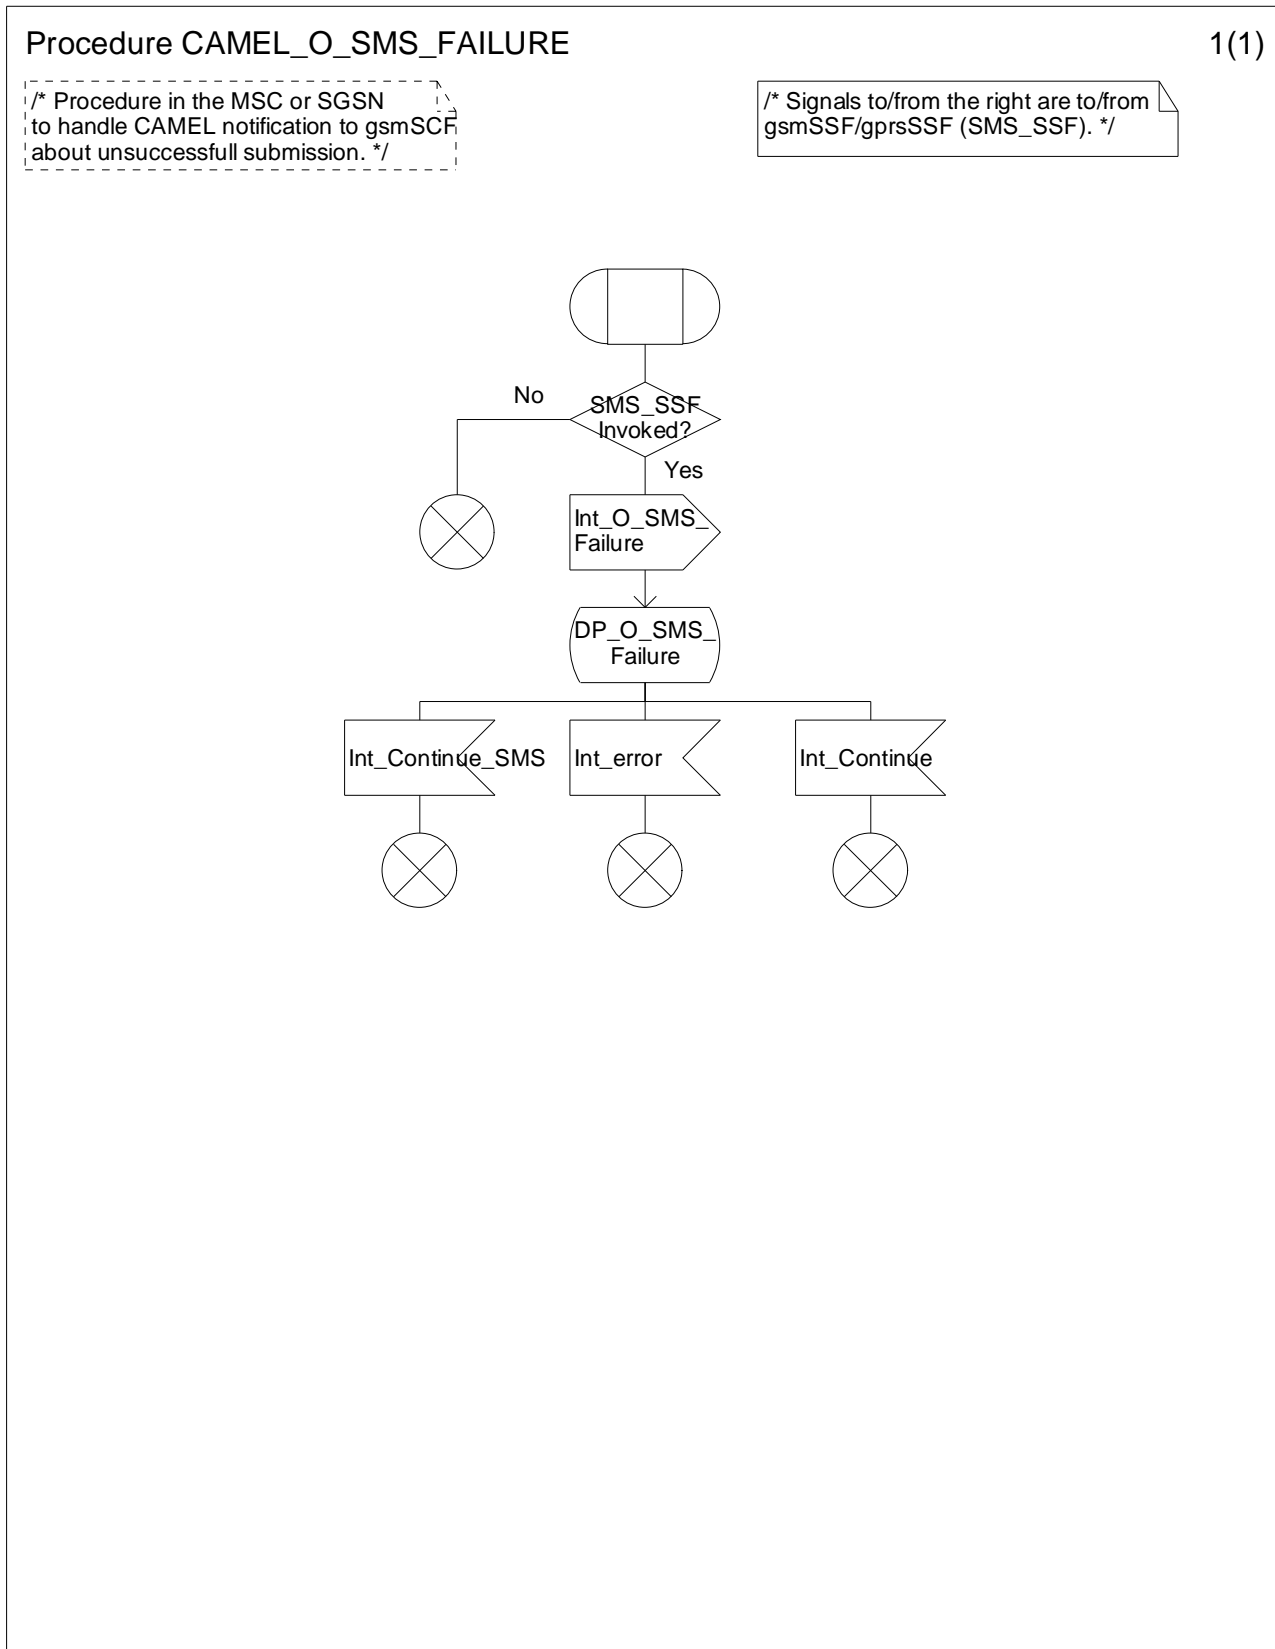 Procedure CAMEL_O_SMS_FAILURE
1(1)
/* Procedure in the MSC or SGSN
to handle CAMEL notification to gsmSCF
about unsuccessfull submission. */
/* Signals to/from the right are to/from
gsmSSF/gprsSSF (SMS_SSF). */
No
SMS_SSF
Invoked?
Yes
Int_O_SMS_
Failure
DP_O_SMS_
Failure
Int_Continue_SMS
Int_error
Int_Continue